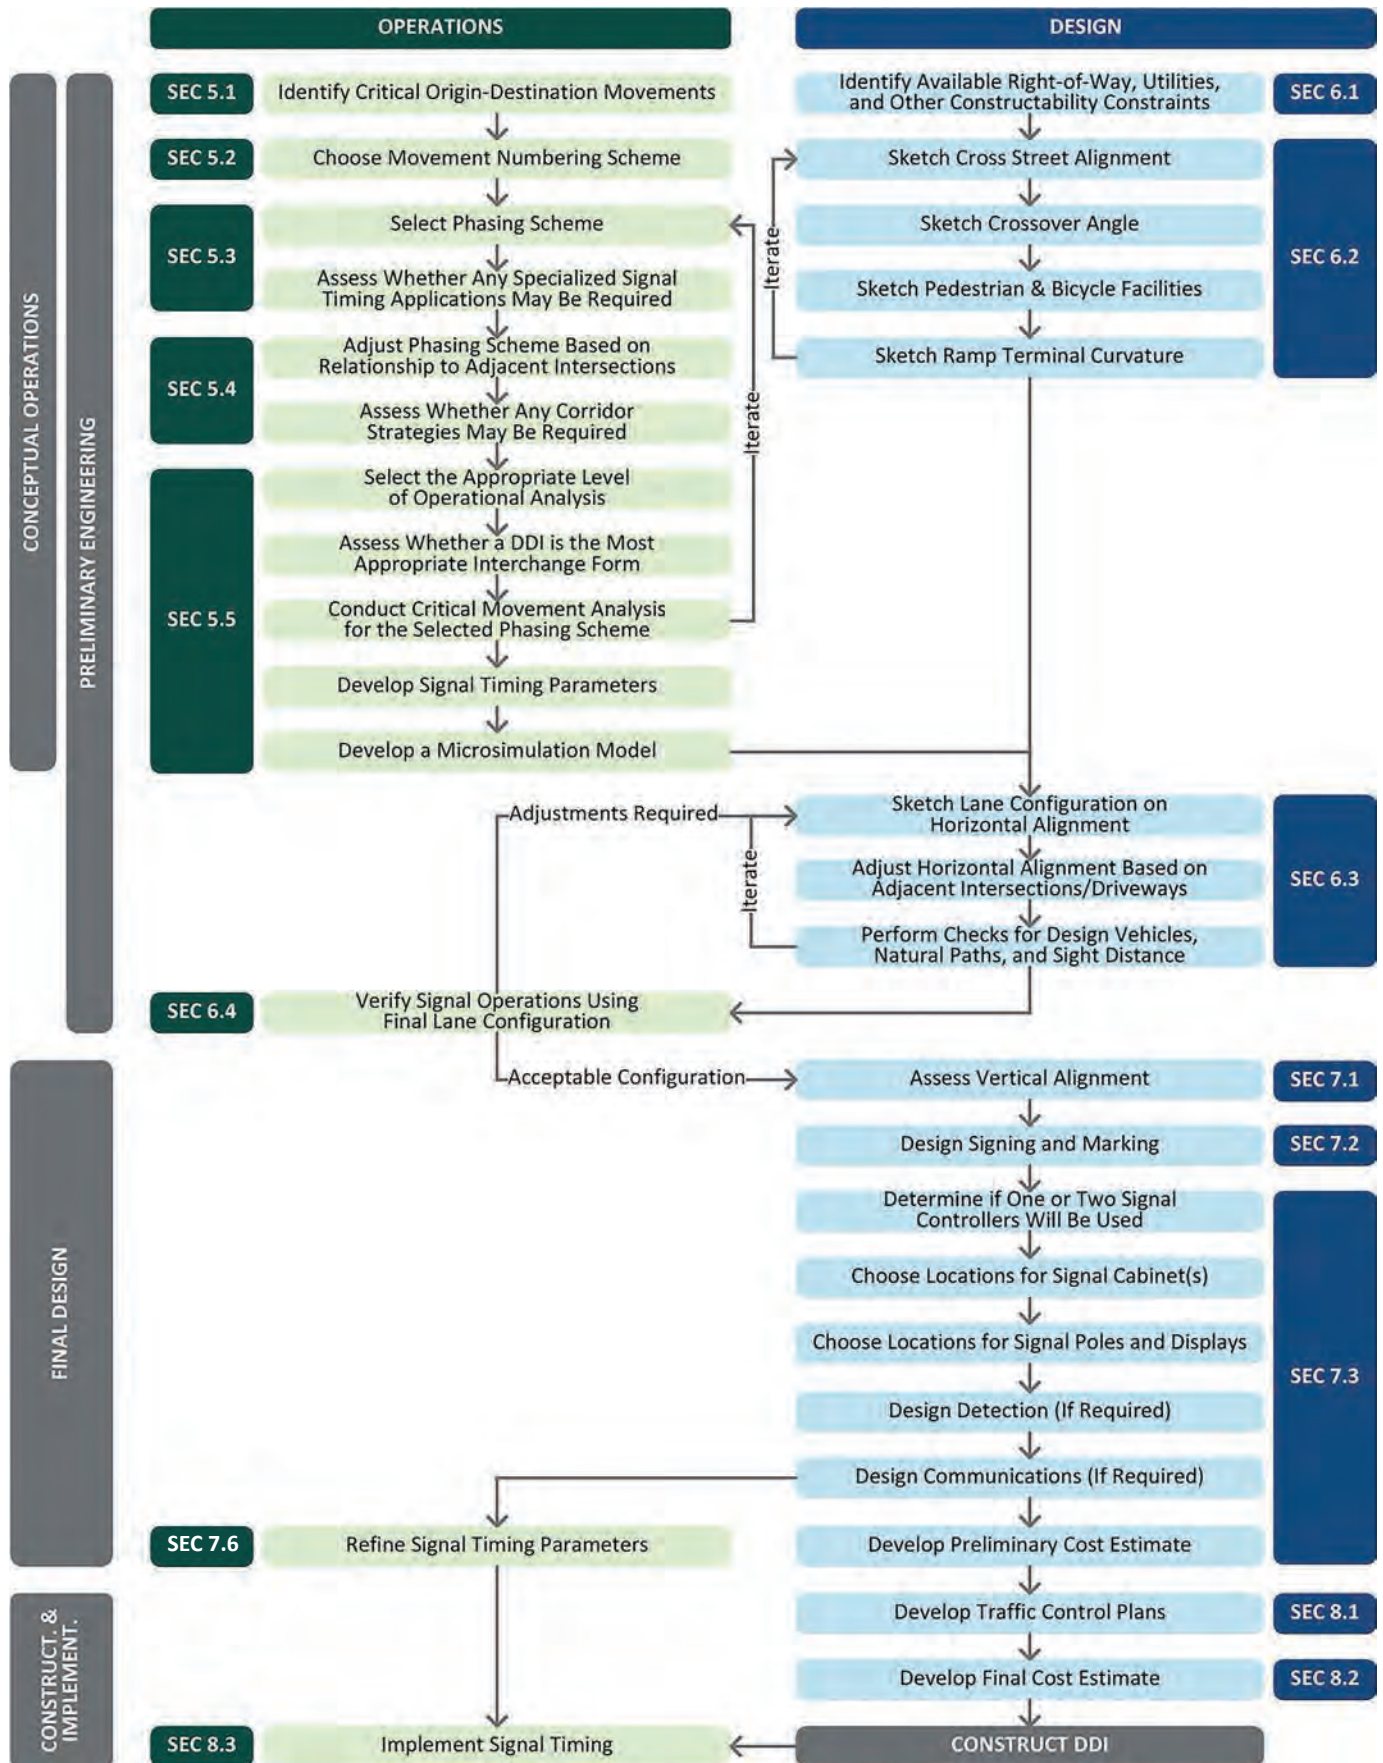 OPERATIONS
DESIGN
CONCEPTUAL OPERATIONS
PRELIMINARY ENGINEERING
SEC 5.1
Identify Critical Origin-Destination Movements
Identify Available Right-of-Way, Utilities,
and Other Constructability Constraints
SEC 6.1
SEC 5.2
Choose Movement Numbering Scheme
Sketch Cross Street Alignment
SEC 5.3
Select Phasing Scheme
Sketch Crossover Angle
SEC 6.2
Iterate
Assess Whether Any Specialized Signal
Timing Applications May Be Required
Sketch Pedestrian & Bicycle Facilities
SEC 5.4
Adjust Phasing Scheme Based on
Relationship to Adjacent Intersections
Sketch Ramp Terminal Curvature
Assess Whether Any Corridor
Strategies May Be Required
Iterate
SEC 5.5
Select the Appropriate Level
of Operational Analysis
Assess Whether a DDI is the Most
Appropriate Interchange Form
Conduct Critical Movement Analysis
for the Selected Phasing Scheme
Develop Signal Timing Parameters
Develop a Microsimulation Model
Adjustments Required
Sketch Lane Configuration on
Horizontal Alignment
Iterate
Adjust Horizontal Alignment Based on
Adjacent Intersections/Driveways
SEC 6.3
Perform Checks for Design Vehicles,
Natural Paths, and Sight Distance
SEC 6.4
Verify Signal Operations Using
Final Lane Configuration
FINAL DESIGN
Acceptable Configuration
Assess Vertical Alignment
SEC 7.1
Design Signing and Marking
SEC 7.2
Determine if One or Two Signal
Controllers Will Be Used
Choose Locations for Signal Cabinet(s)
Choose Locations for Signal Poles and Displays
SEC 7.3
Design Detection (If Required)
Design Communications (If Required)
SEC 7.6
Refine Signal Timing Parameters
Develop Preliminary Cost Estimate
CONSTRUCT. &
IMPLEMENT.
Develop Traffic Control Plans
SEC 8.1
Develop Final Cost Estimate
SEC 8.2
SEC 8.3
Implement Signal Timing
CONSTRUCT DDI